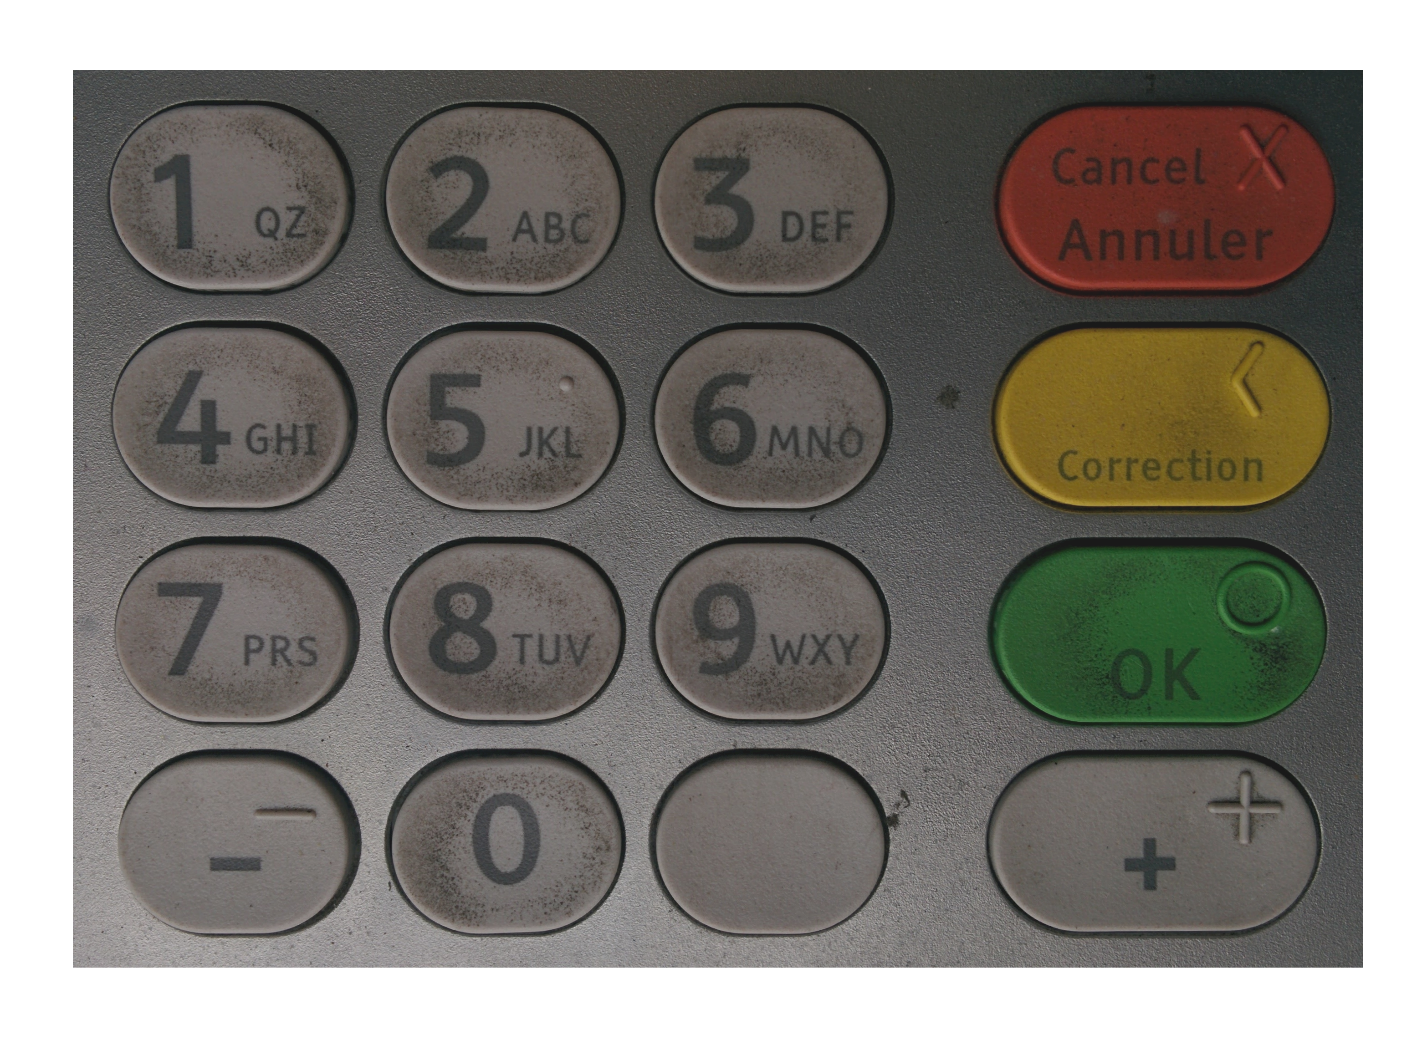 1 QZ
2 ABC
3 DEF
Cancel X
Annuler
4 GHI
5 JKL
6 MNO
<
Correction
7 PRS
8 TUV
9 WXY
OK
-
0
+